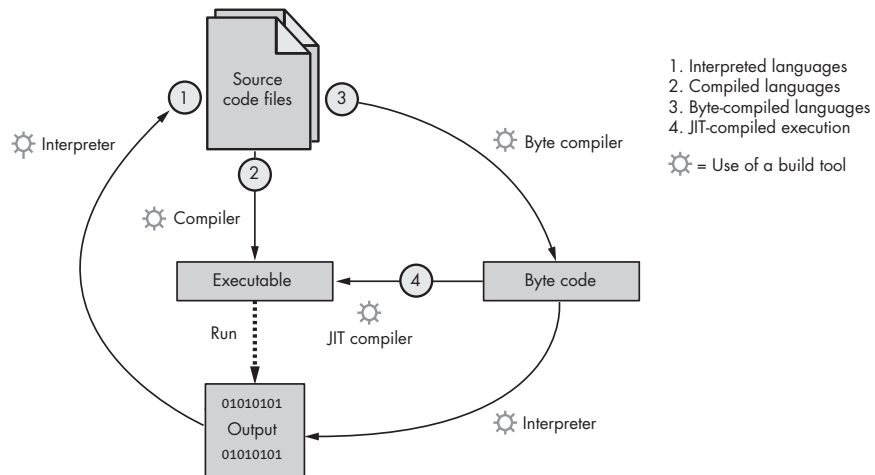 Source
code files
1
3
Interpreter
2
Byte compiler
Compiler
Executable
4
Byte code
Run
JIT compiler
01010101
Output
01010101
Interpreter
1. Interpreted languages
2. Compiled languages
3. Byte-compiled languages
4. JIT-compiled execution
= Use of a build tool